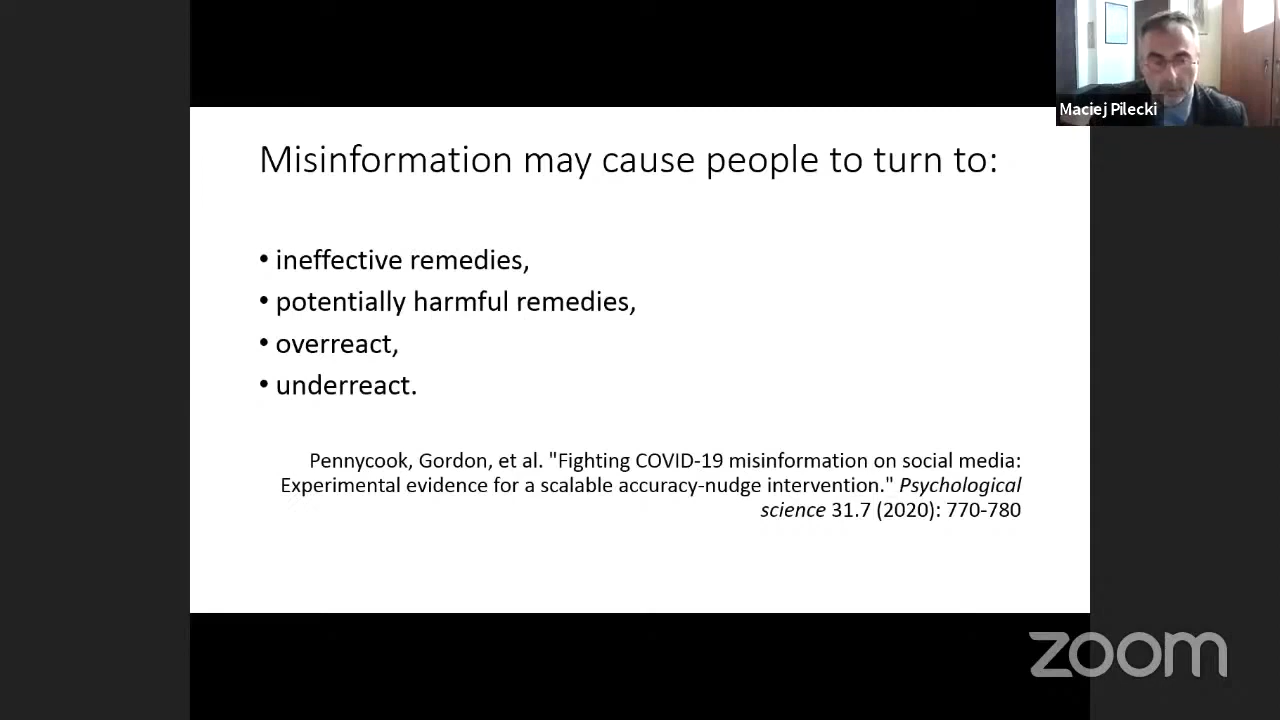 Maciej Pilecki
Misinformation may cause people to turn to:
• ineffective remedies,
• potentially harmful remedies,
• overreact,
• underreact.
Pennycook, Gordon, et al. "Fighting COVID-19 misinformation on social media:
Experimental evidence for a scalable accuracy-nudge intervention." Psychological
science 31.7 (2020): 770-780
zoom